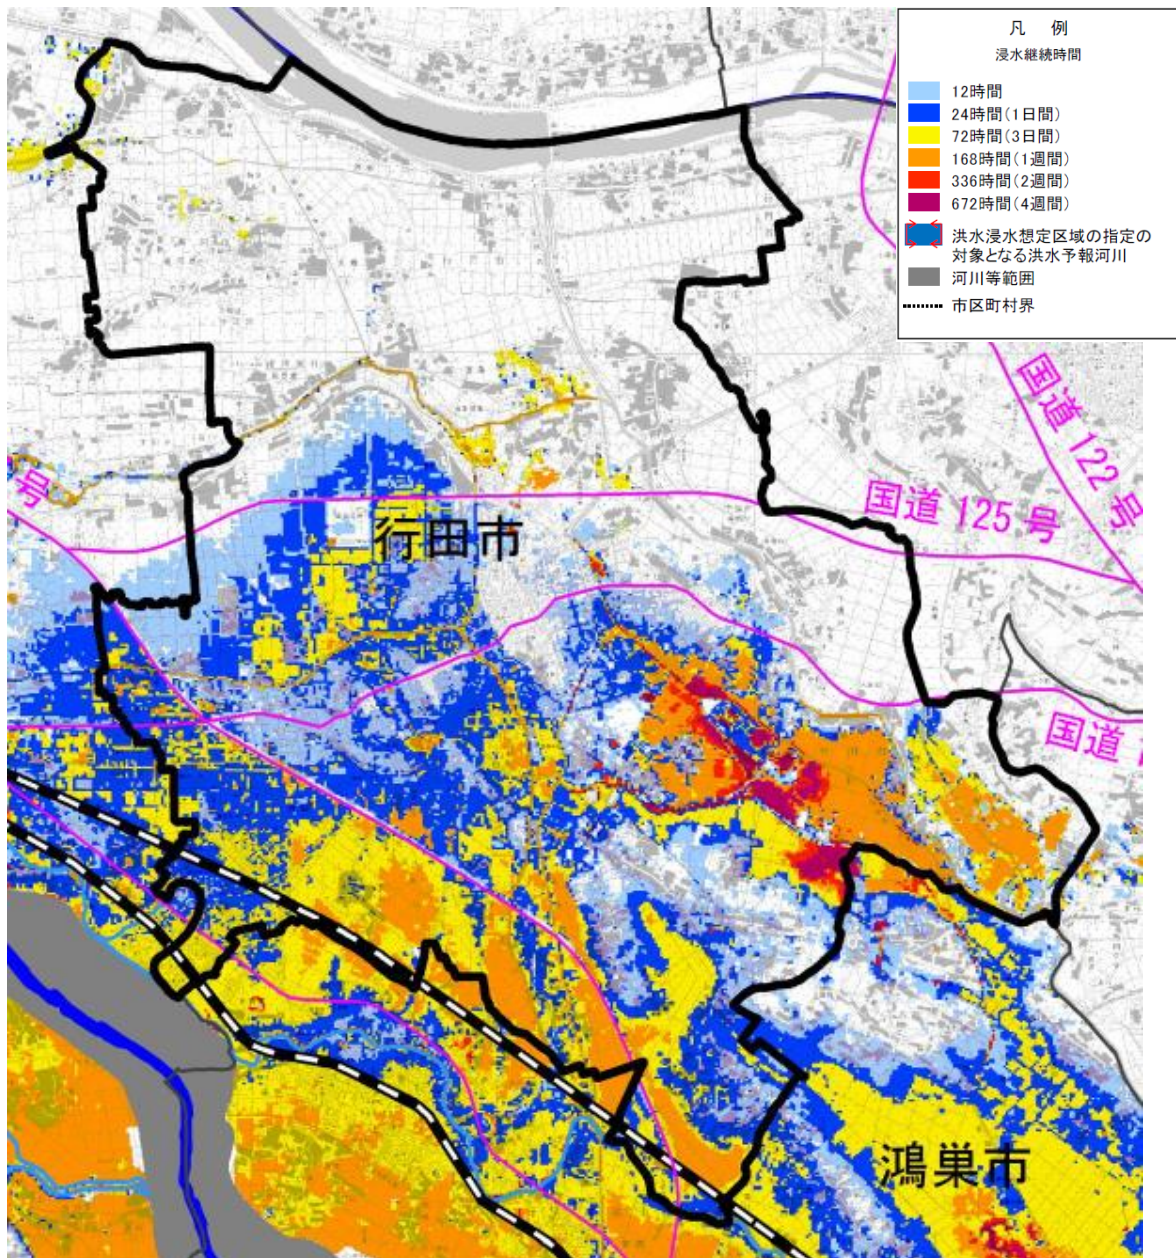 凡 例
浸水継続時間
12時間
24時間(1日間)
72時間(3日間)
168時間(1週間)
336時間(2週間)
672時間(4週間)
洪水浸水想定区域の指定の
対象となる洪水予報河川
河川等範囲
市区町村界
国道 122 号
国道 125 号
号
行田市
国道 1
鴻巣市